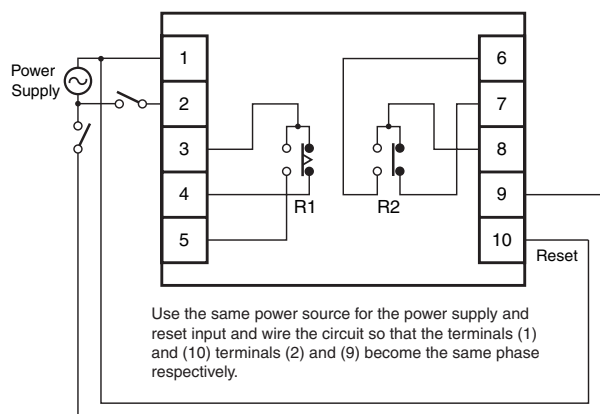 Power
Supply
1
2
3
4
5
R1
R2
6
7
8
9
10
Reset
Use the same power source for the power supply and
reset input and wire the circuit so that the terminals (1)
and (10) terminals (2) and (9) become the same phase
respectively.